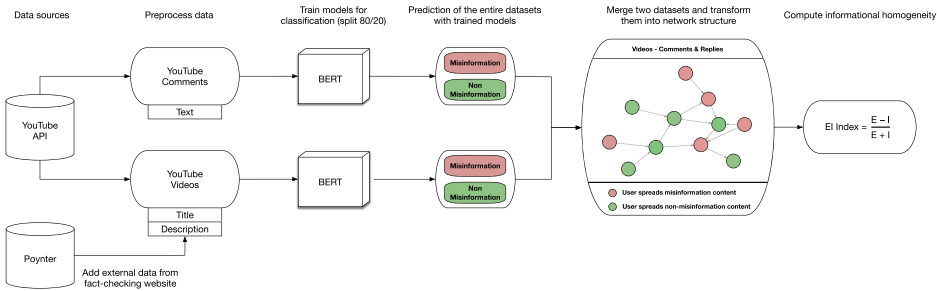 Data sources
Preprocess data
Train models for
classification (split 80/20)
Prediction of the entire datasets
with trained models
Merge two datasets and transform
them into network structure
Compute informational homogeneity
YouTube
API
YouTube
Comments
Text
BERT
Misinformation
Non
Misinformation
YouTube
Videos
Title
Description
BERT
Misinformation
Non
Misinformation
Poynter
Add external data from
fact-checking website
Videos - Comments & Replies
User spreads misinformation content
User spreads non-misinformation content
EI Index = E – I
E + I